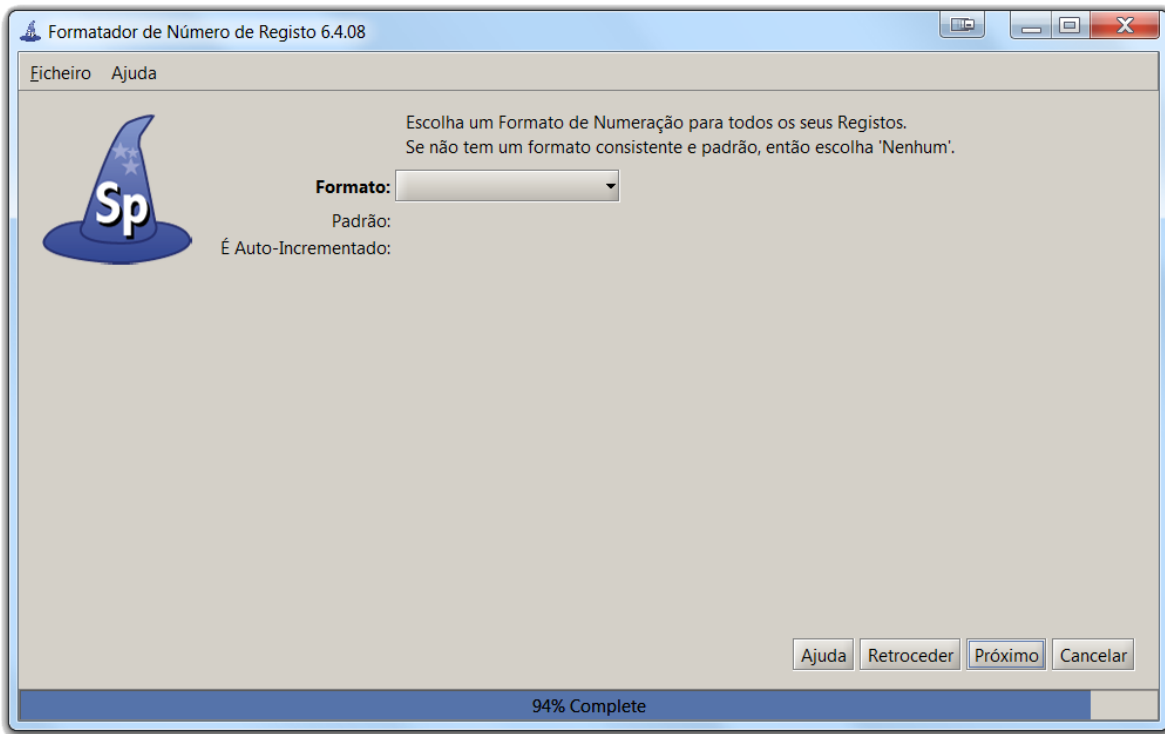 Formatador de Número de Registo 6.4.08
Ficheiro Ajuda
Sp
Escolha um Formato de Numeração para todos os seus Registos.
Se não tem um formato consistente e padrão, então escolha 'Nenhum'.
Formato:
Padrão:
É Auto-Incrementado:
Ajuda Retroceder Próximo Cancelar
94% Complete